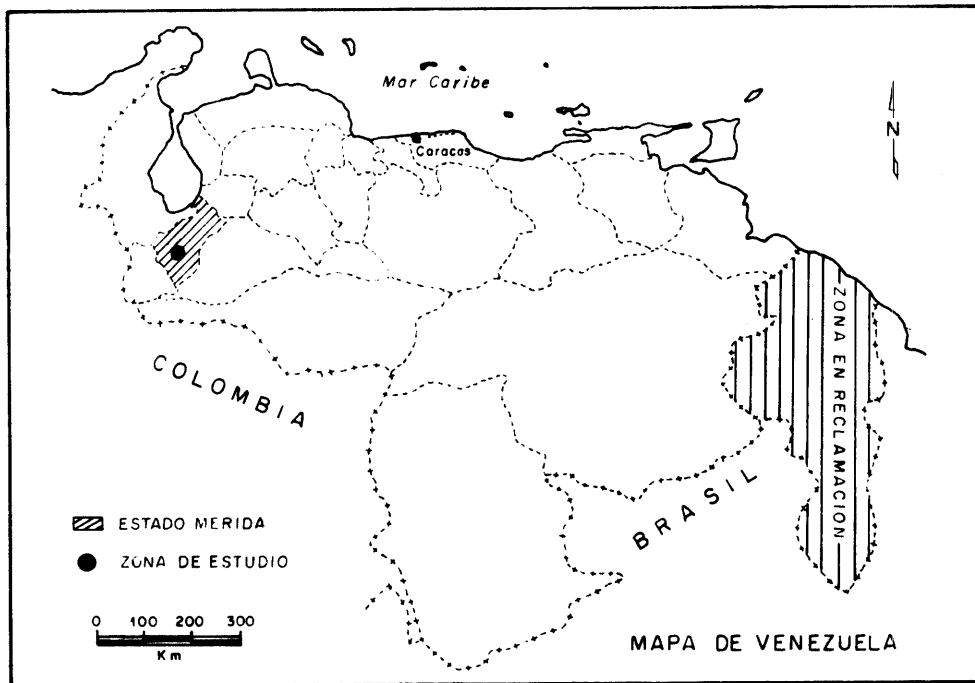 Mar Caribe
N
Caracas
COLOMBIA
ZONA EN RECLAMACION
BRASIL
ESTADO MERIDA
ZONA DE ESTUDIO
0 100 200 300
Km
MAPA DE VENEZUELA